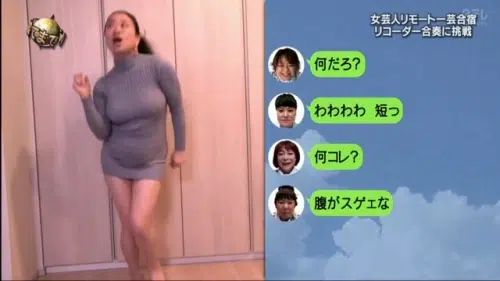 女芸人リモート一芸合宿
リコーダー合奏に挑戦
何だろ?
わわわわ 短っ
何コレ?
腹がスゲェな